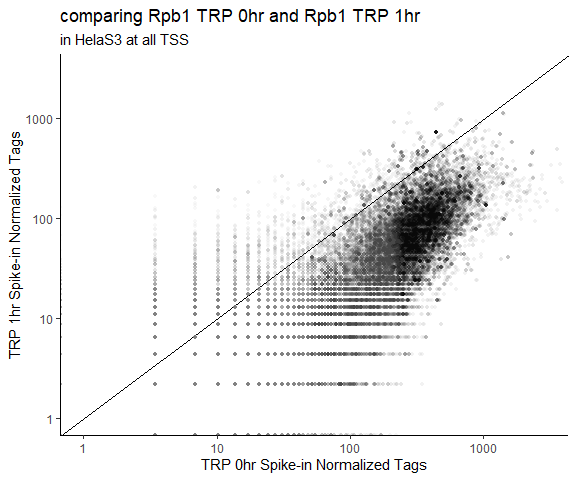 comparing Rpb1 TRP 0hr and Rpb1 TRP 1hr
in HelaS3 at all TSS
TRP 1hr Spike-in Normalized Tags
1000
100
10
1
1
10
100
1000
TRP 0hr Spike-in Normalized Tags